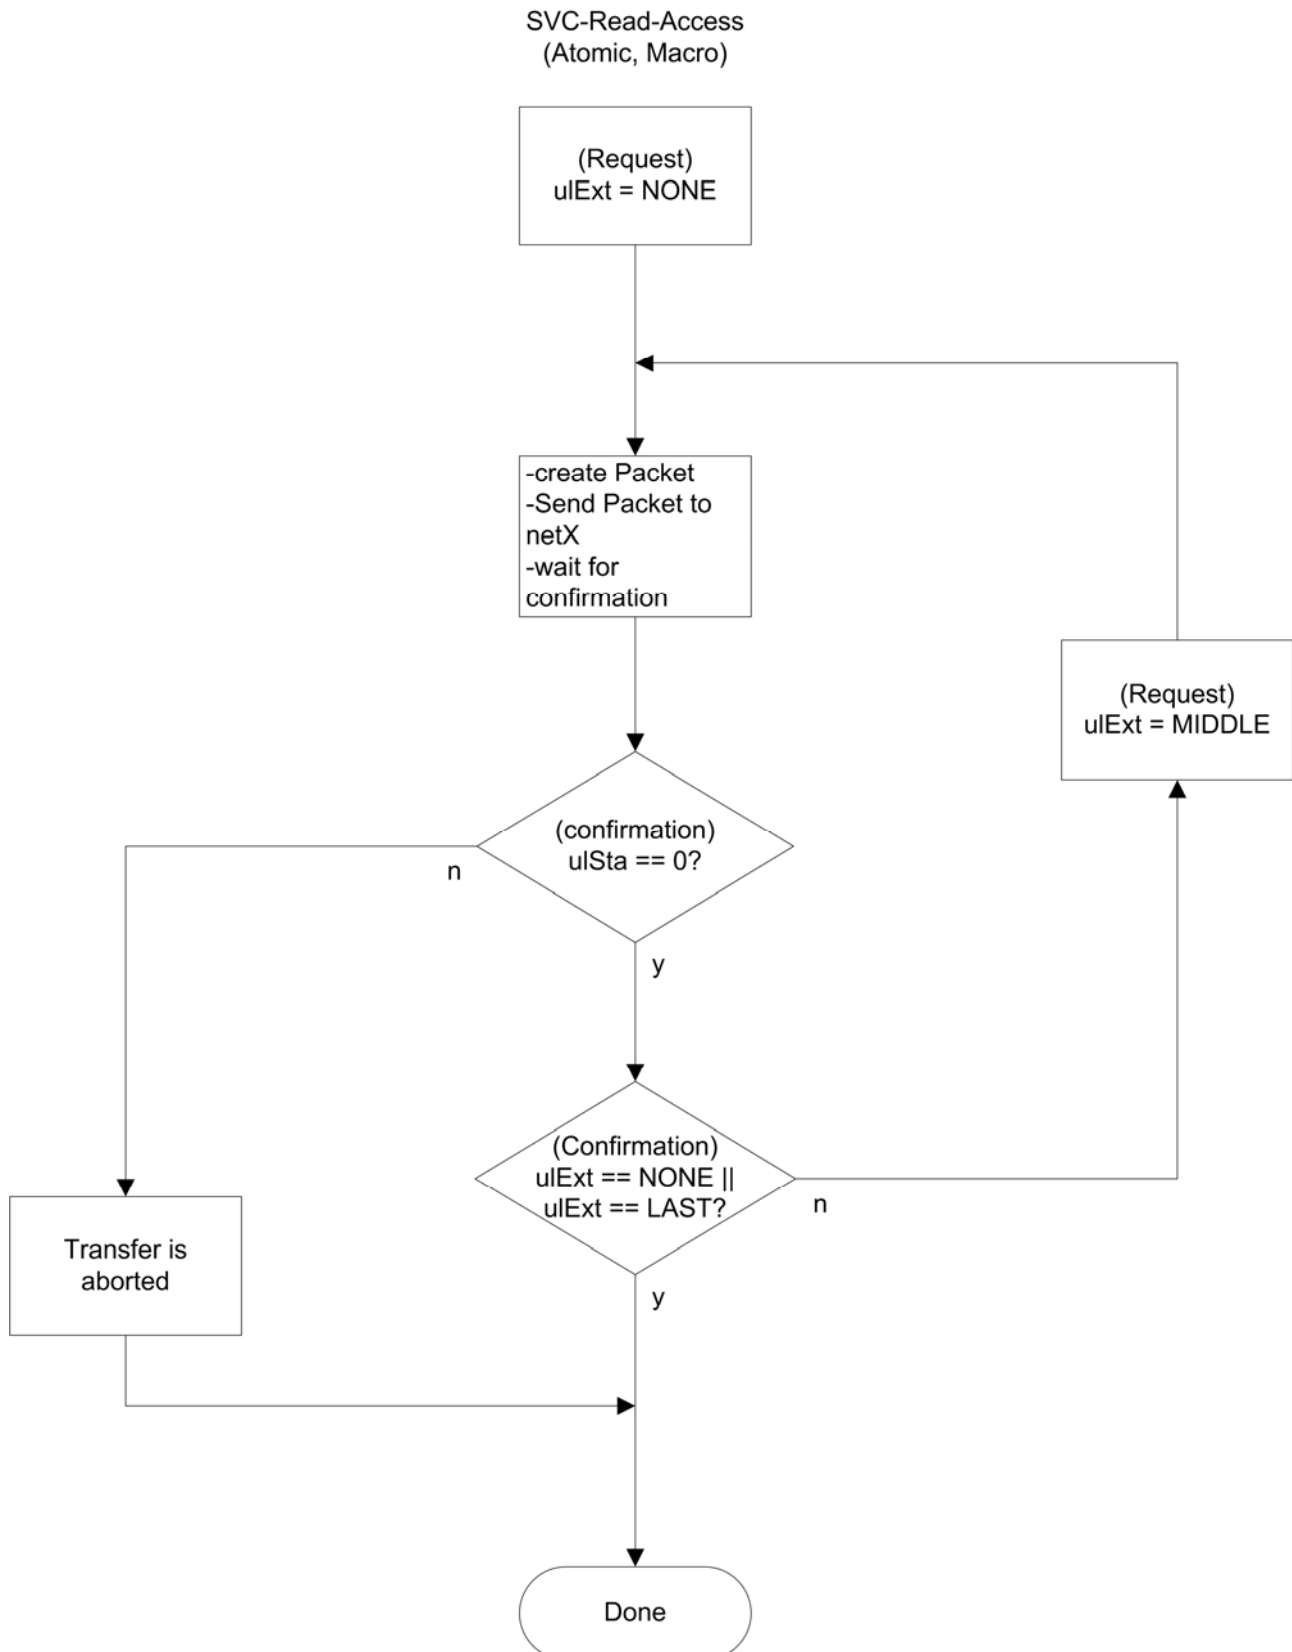 SVC-Read-Access
(Atomic, Macro)
(Request)
ulExt = NONE
-create Packet
-Send Packet to
netX
-wait for
confirmation
(Request)
ulExt = MIDDLE
(confirmation)
ulSta == 0?
n
y
(Confirmation)
ulExt == NONE ||
ulExt == LAST?
n
Transfer is
aborted
y
Done